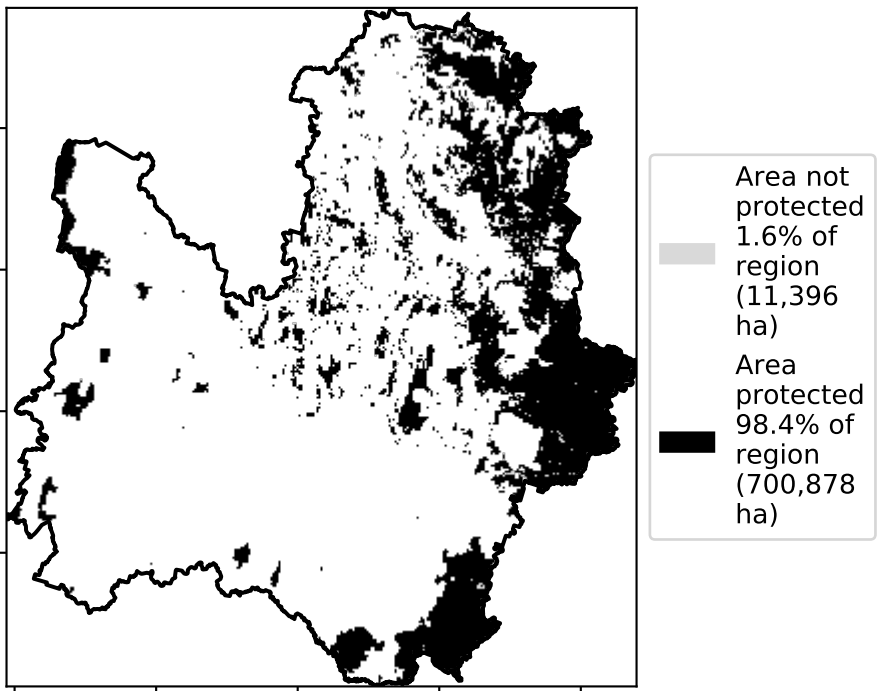 Area not
protected
1.6% of
region
(11,396
ha)
Area
protected
98.4% of
region
(700,878
ha)